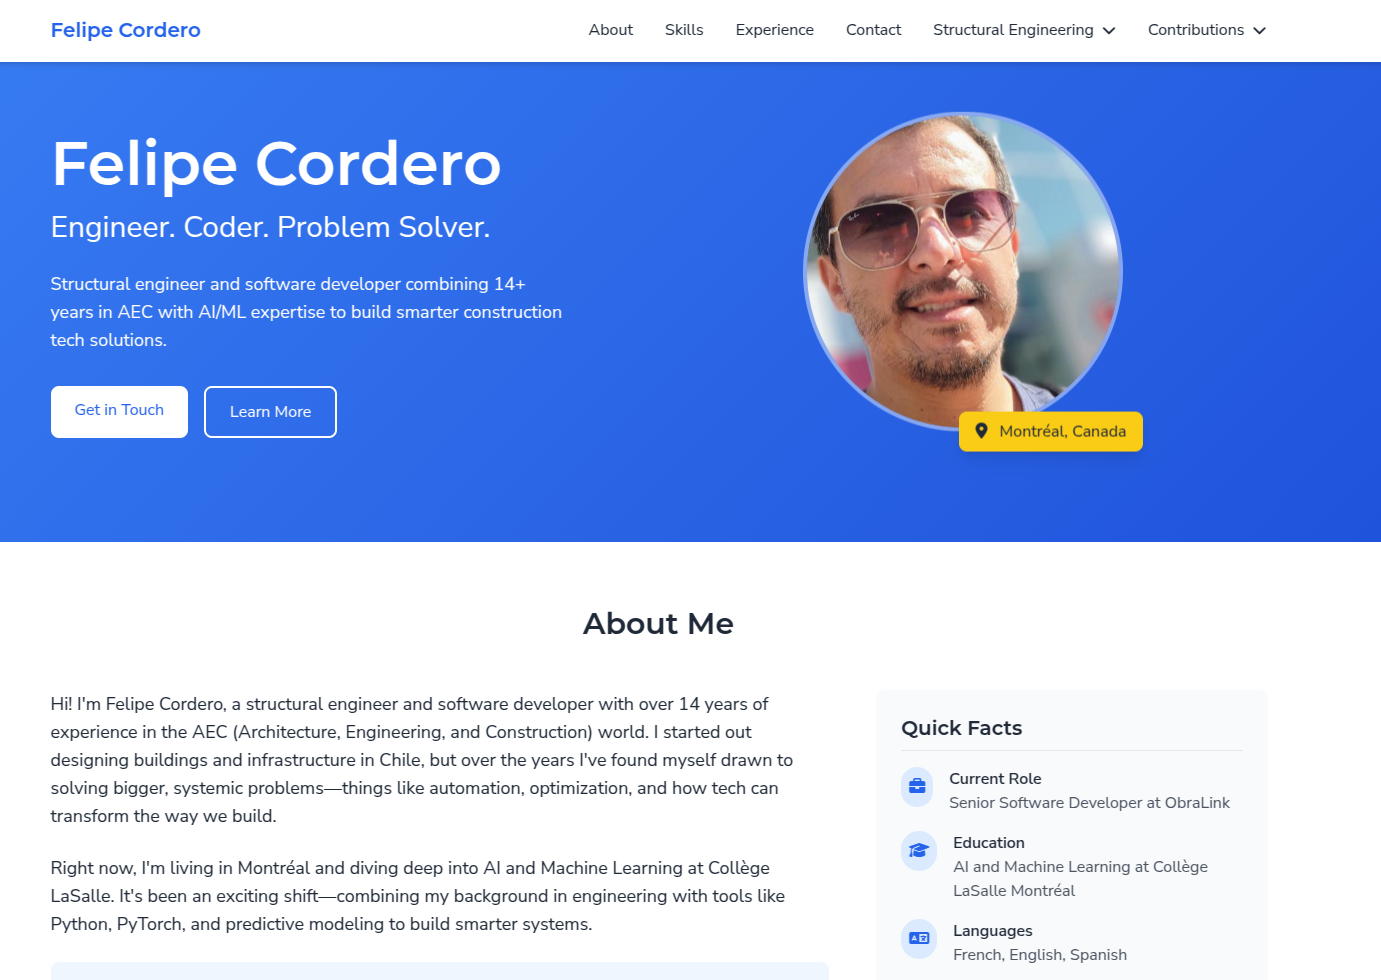 Felipe Cordero
About
Skills
Experience
Contact
Structural Engineering
Contributions
Felipe Cordero
Engineer. Coder. Problem Solver.
Structural engineer and software developer combining 14+
years in AEC with AI/ML expertise to build smarter construction
tech solutions.
Get in Touch
Learn More
Montréal, Canada
About Me
Hi! I'm Felipe Cordero, a structural engineer and software developer with over 14 years of
experience in the AEC (Architecture, Engineering, and Construction) world. I started out
designing buildings and infrastructure in Chile, but over the years I've found myself drawn to
solving bigger, systemic problems—things like automation, optimization, and how tech can
transform the way we build.
Right now, I'm living in Montréal and diving deep into AI and Machine Learning at Collège
LaSalle. It's been an exciting shift—combining my background in engineering with tools like
Python, PyTorch, and predictive modeling to build smarter systems.
Quick Facts
Current Role
Senior Software Developer at ObraLink
Education
AI and Machine Learning at Collège
LaSalle Montréal
Languages
French, English, Spanish